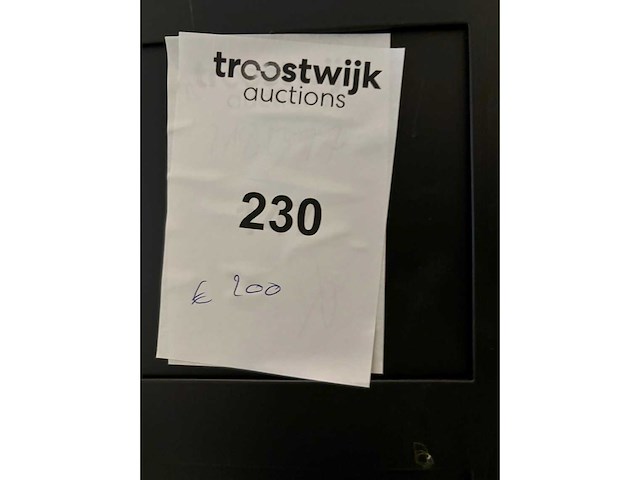 troostwijk
auctions
230
€ 200